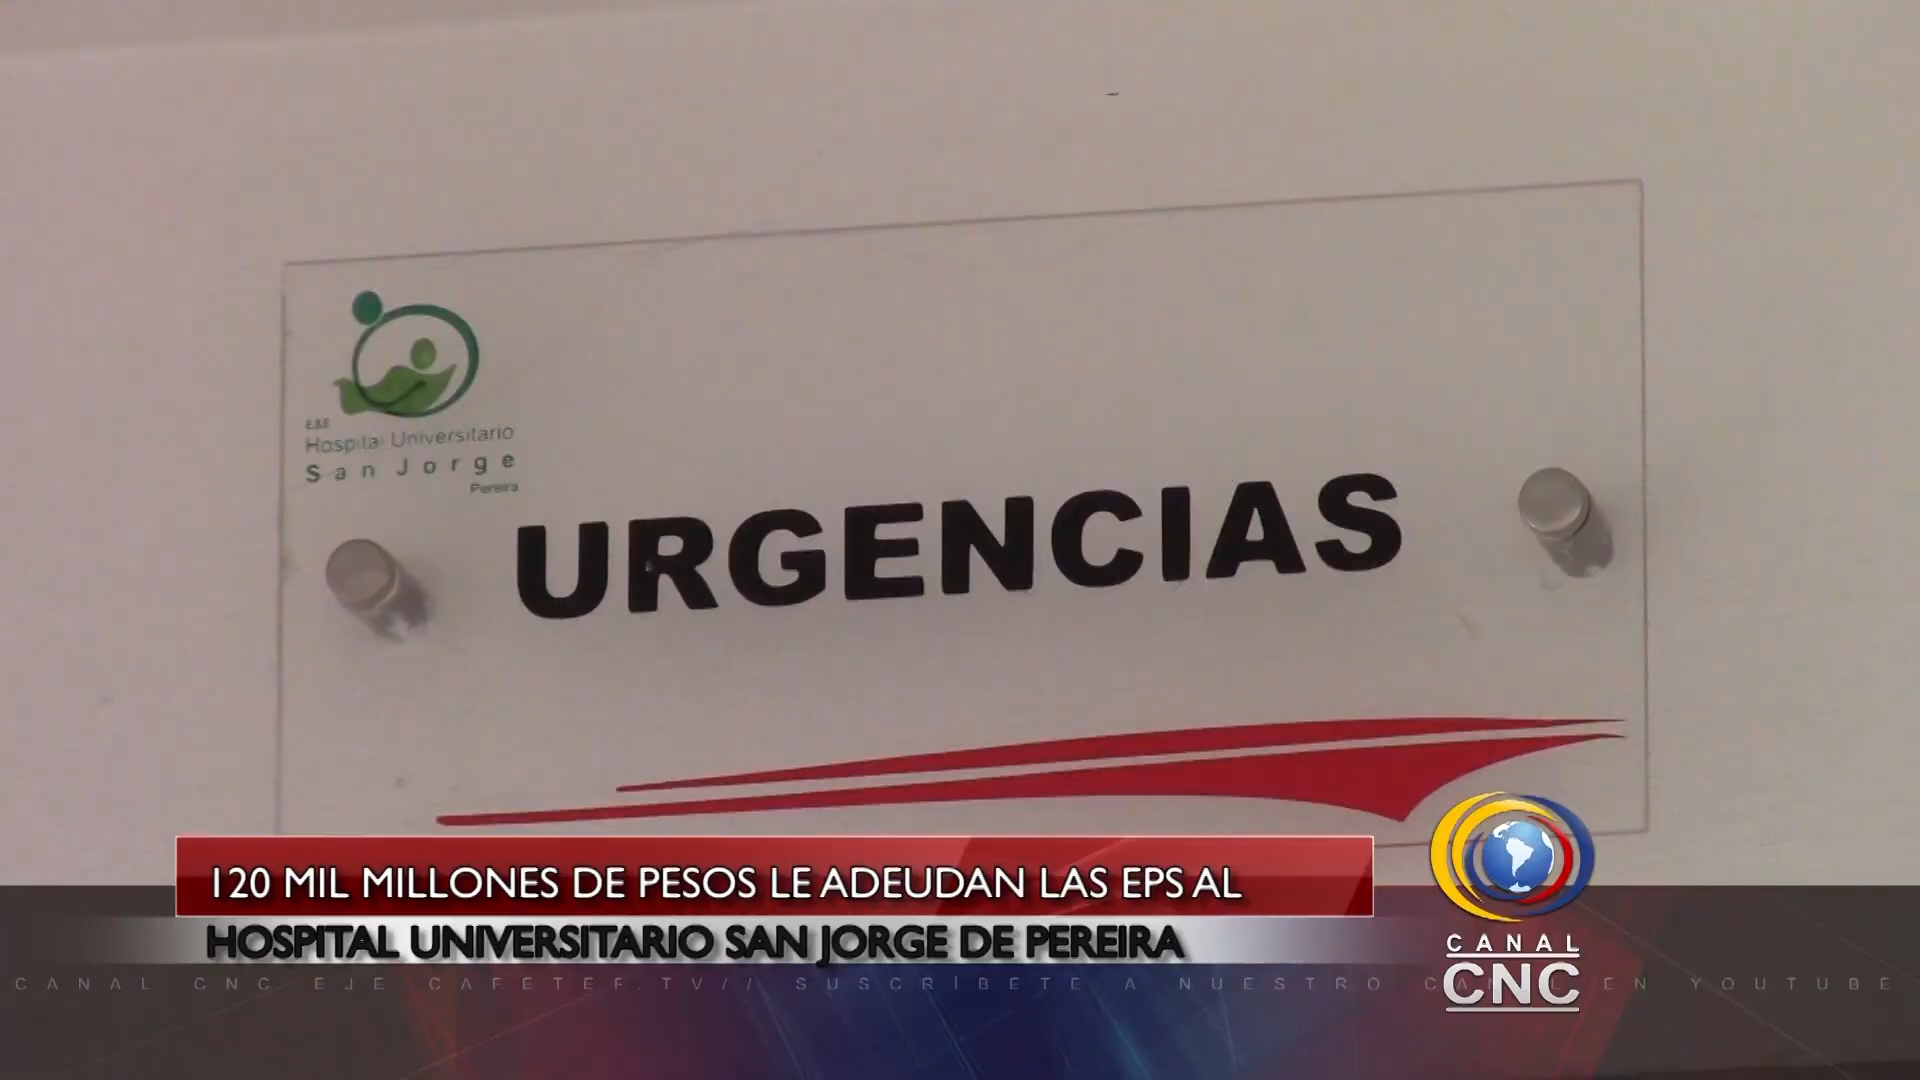 E.S.E
Hospital Universitario
San Jorge
Pereira
URGENCIAS
120 MIL MILLONES DE PESOS LE ADEUDAN LAS EPS AL
HOSPITAL UNIVERSITARIO SAN JORGE DE PEREIRA
CANAL
CNC
CANAL CNC EJE CAFETEF.TV// SUSCRÍBETE A NUESTRO CANAL EN YOUTUBE